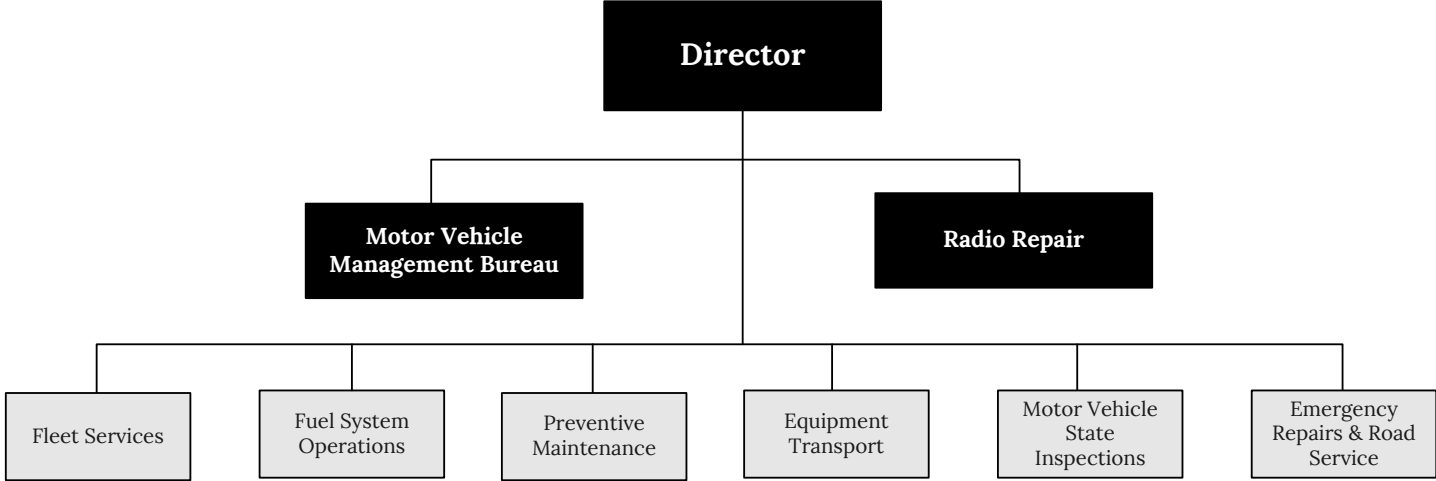 Director
Motor Vehicle
Management Bureau
Radio Repair
Fleet Services
Fuel System
Operations
Preventive
Maintenance
Equipment
Transport
Motor Vehicle
State
Inspections
Emergency
Repairs & Road
Service